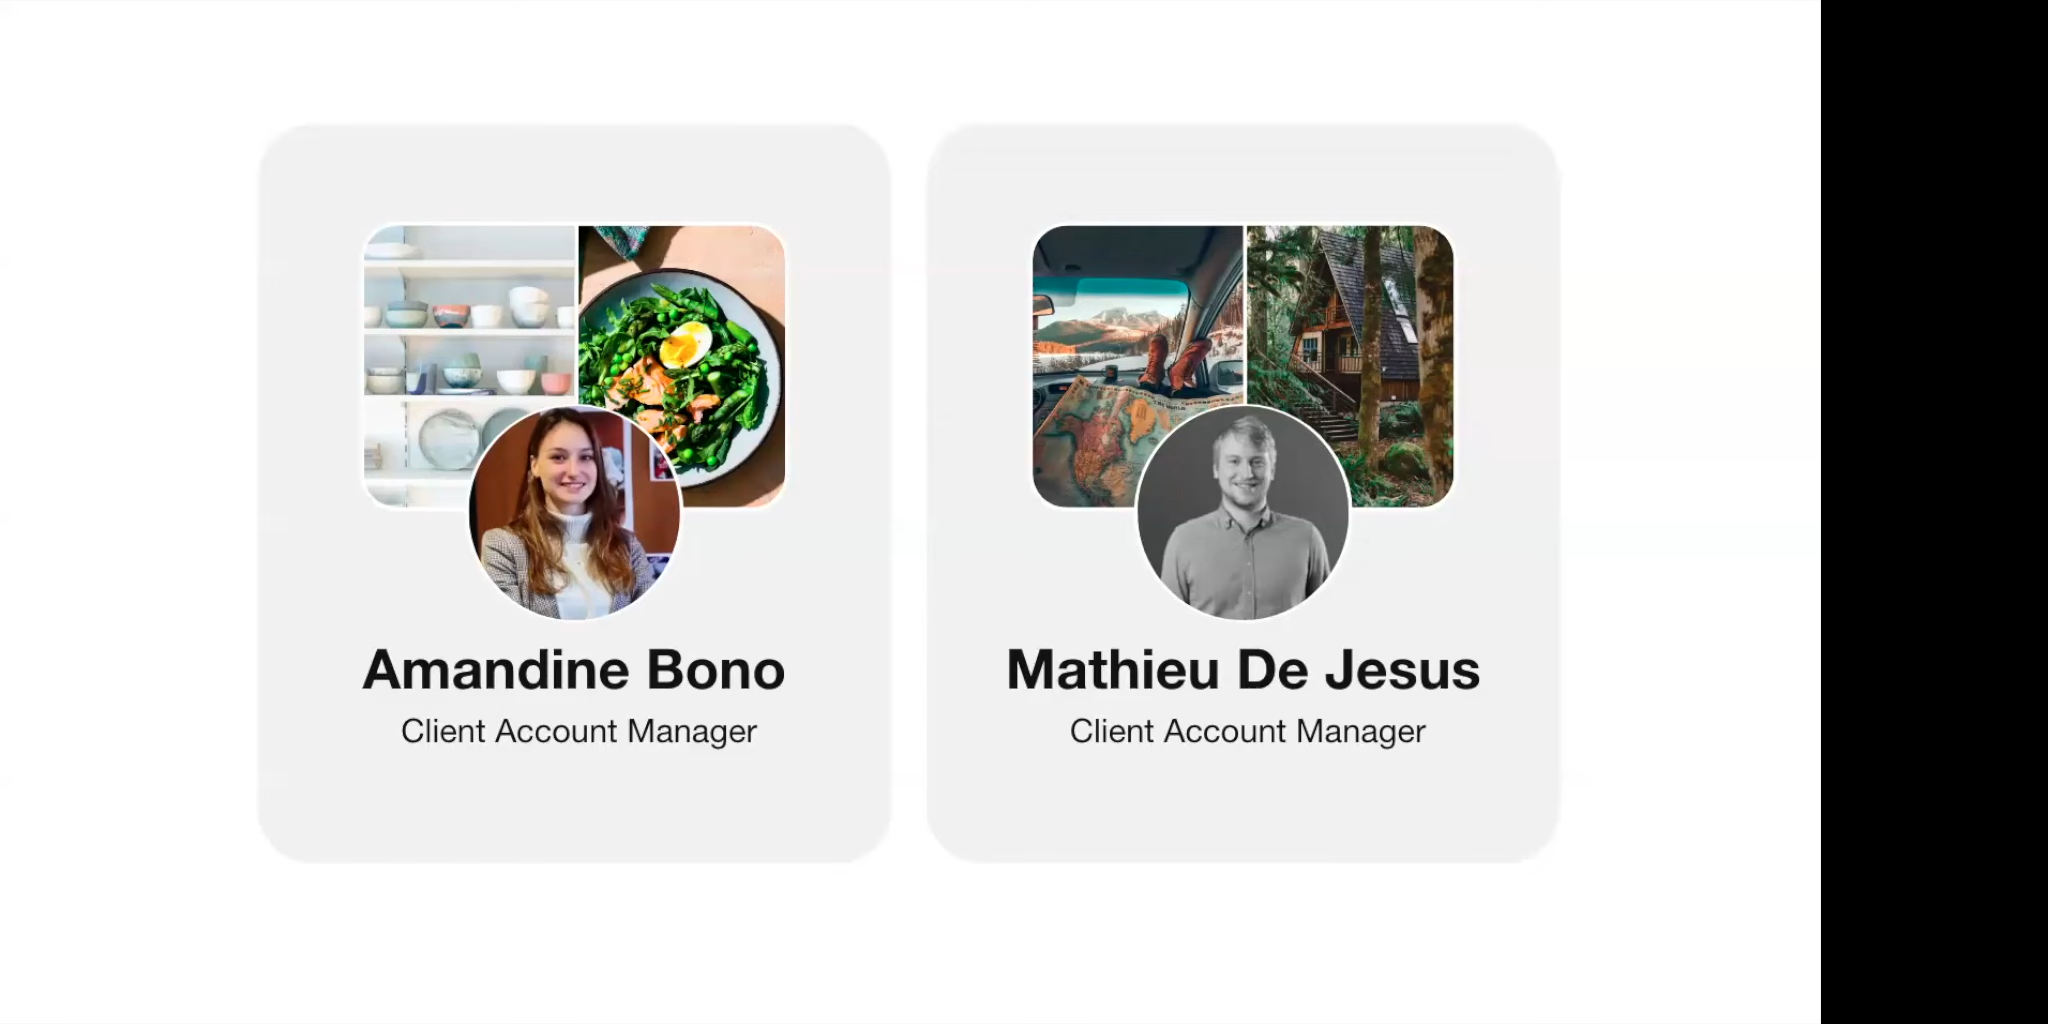 Amandine Bono
Client Account Manager
Mathieu De Jesus
Client Account Manager